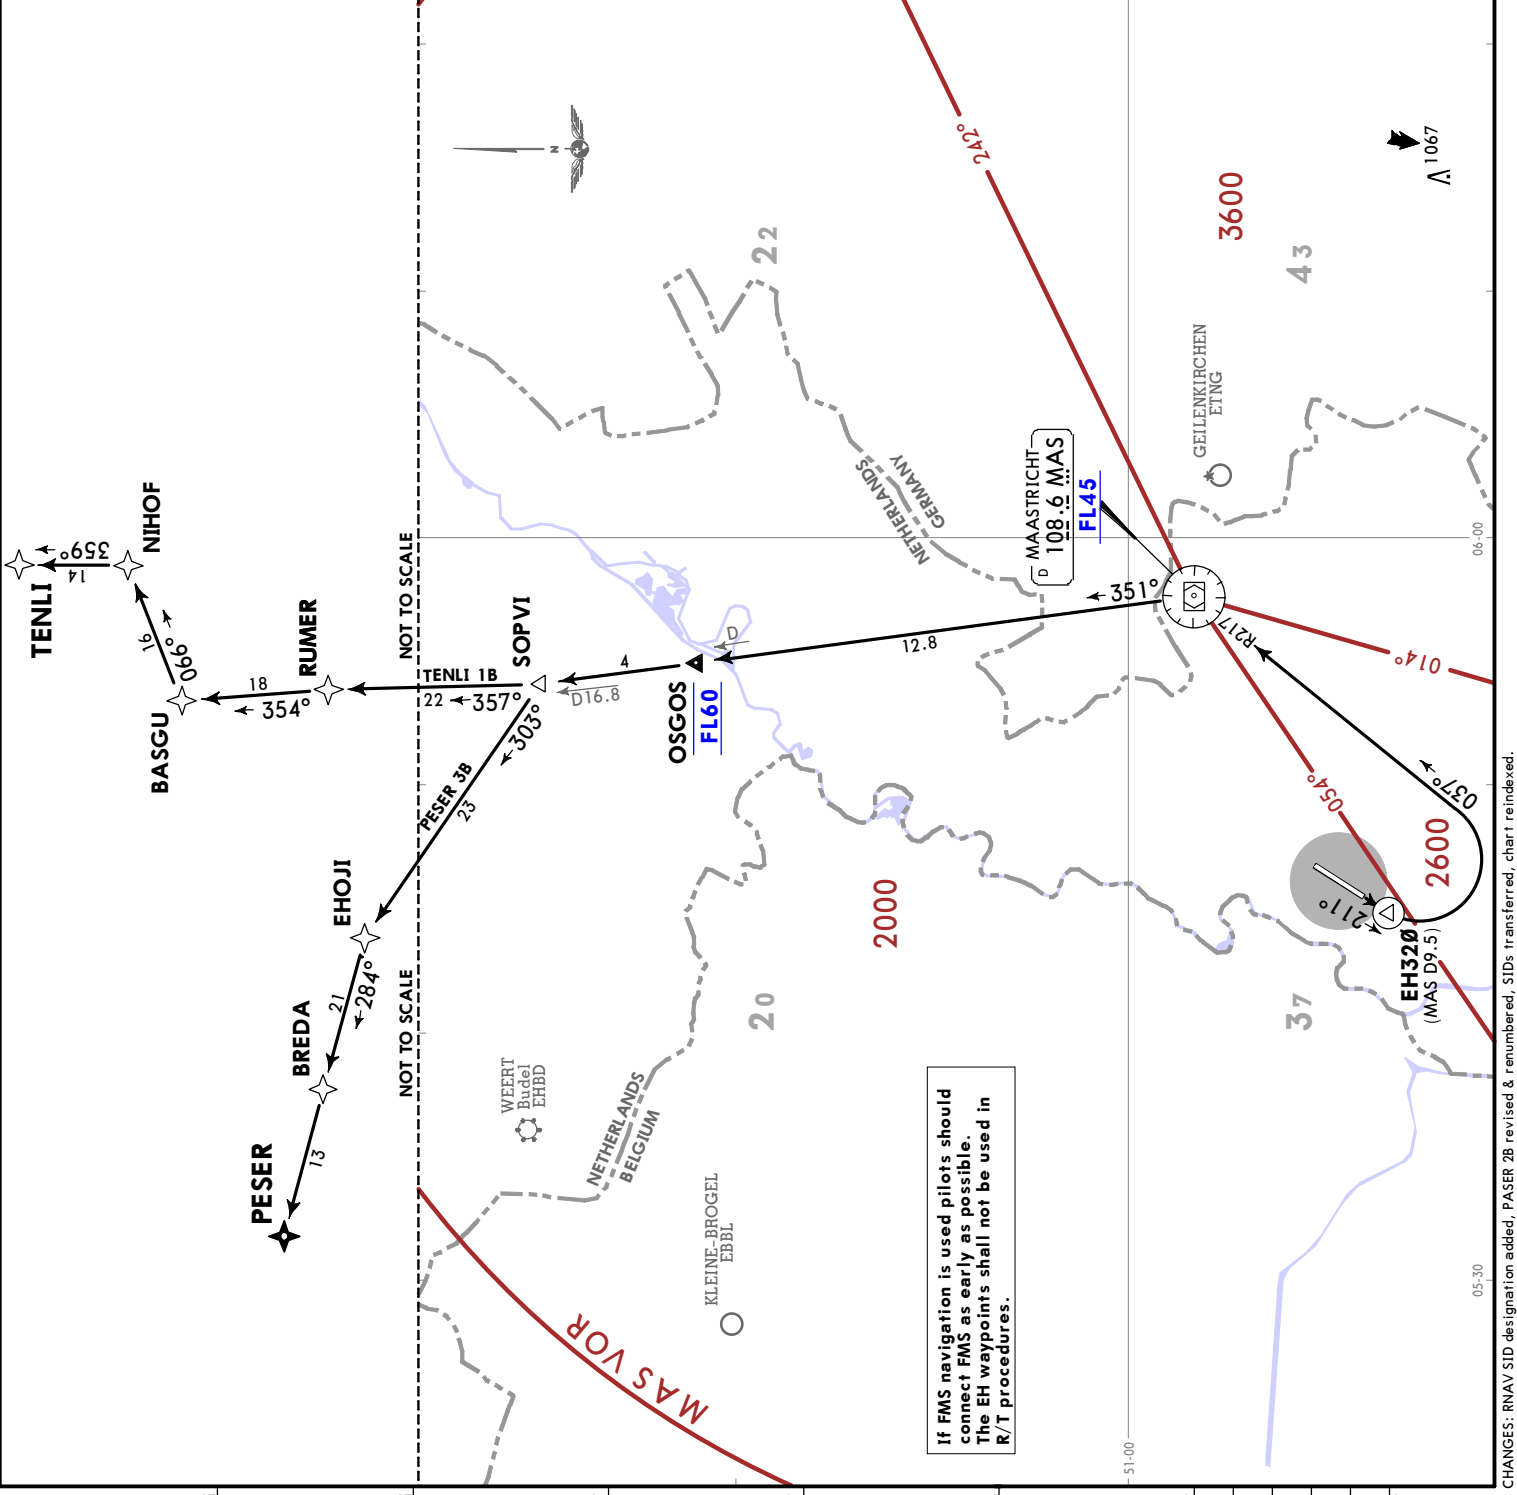 TENLI
359°
14
NIHOF
16
066°
BASGU
18
354°
RUMER
NOT TO SCALE
TENLI 1B
22
357°
SOPVI
303°
PESER 3B
23
EHOJI
21
284°
BREDA
13
PESER
NOT TO SCALE
4
D16.8
OSGOS
FL60
D
12.8
351°
N
22
242°
3600
43
1067
GEILENKIRCHEN
ETNG
NETHERLANDS
GERMANY
MAASTRICHT
D 108.6 MAS
FL45
06-00
R217
014°
054°
037°
2600
211°
EH32Ø
(MAS D9.5)
37
2000
20
WEERT
Budel
EHBD
NETHERLANDS
BELGIUM
KLEINE-BROGEL
EBBL
MAS VOR
If FMS navigation is used pilots should
connect FMS as early as possible.
The EH waypoints shall not be used in
R/T procedures.
51-00
05-30
CHANGES: RNAV SID designation added, PASER 2B revised & renumbered, SIDs transferred, chart reindexed.